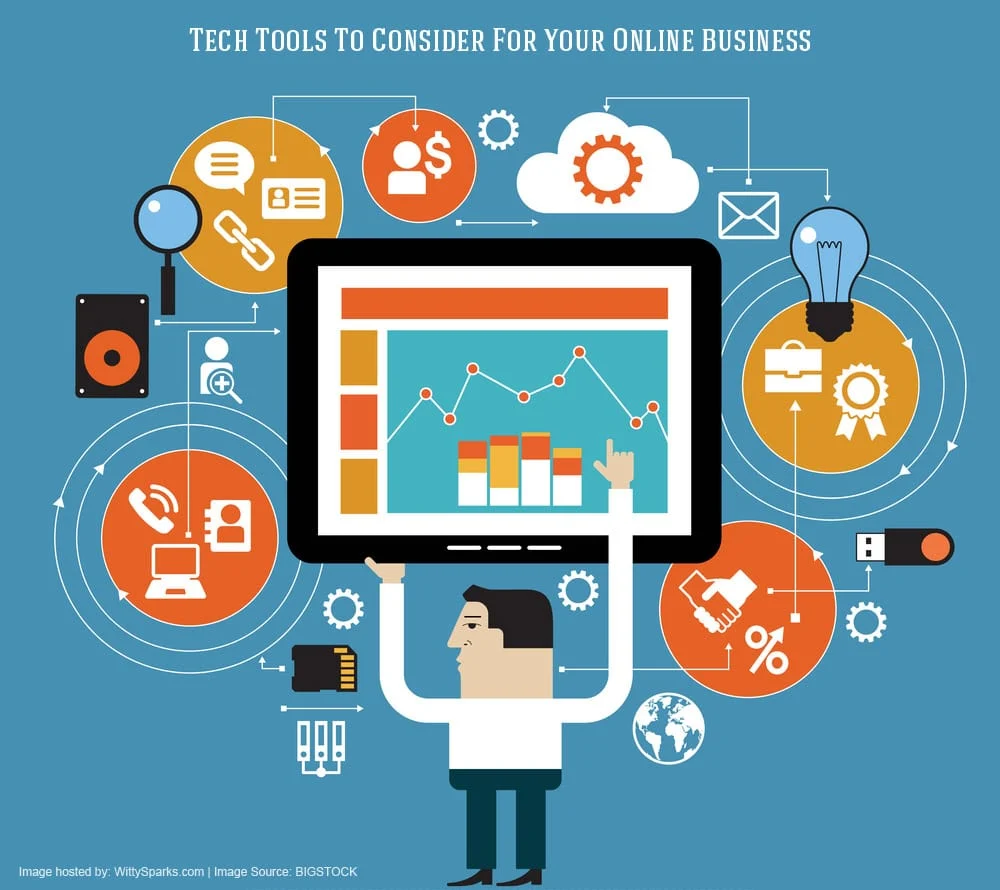 Tech Tools To Consider For Your Online Business
$
%
Image hosted by: WittySparks.com | Image Source: BIGSTOCK